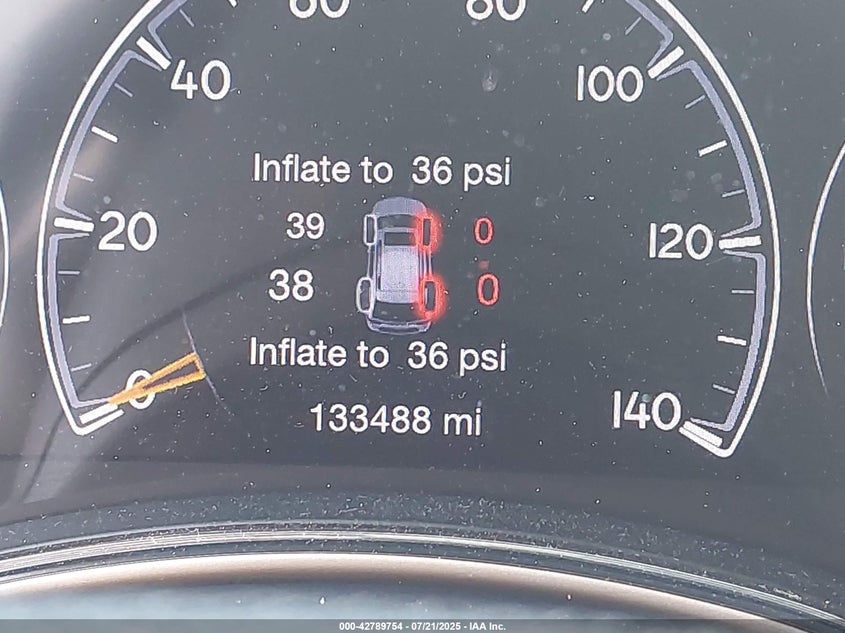 60 80
40 100
Inflate to 36 psi
39 0
20 120
38 0
Inflate to 36 psi
0 140
133488 mi
000-42789754 - 07/21/2025 - IAA Inc.